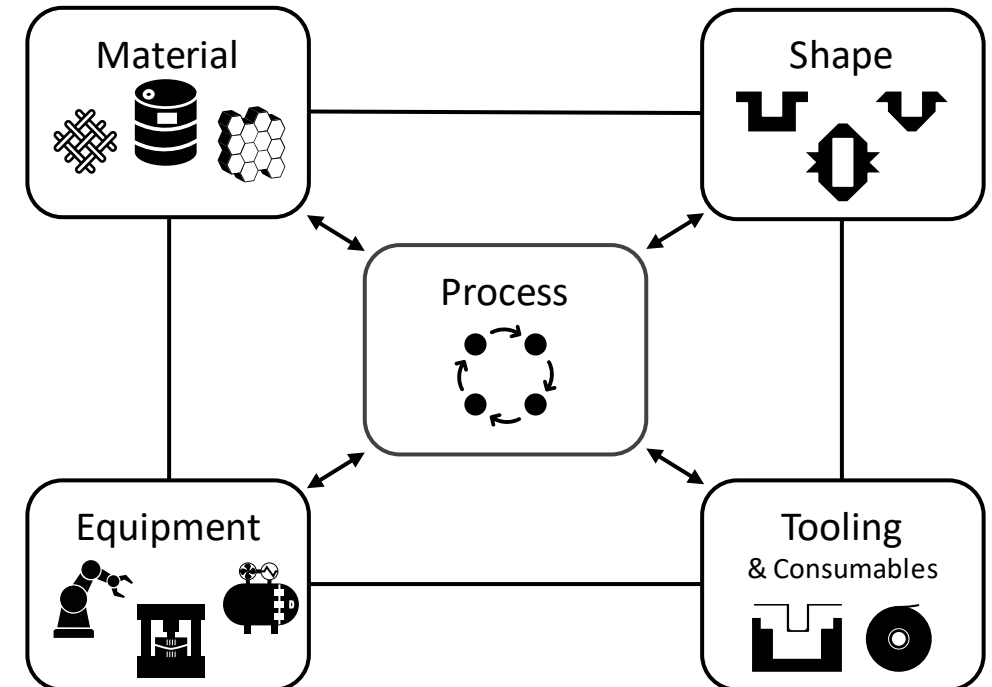 Material
Shape
Process
Equipment
Tooling
& Consumables